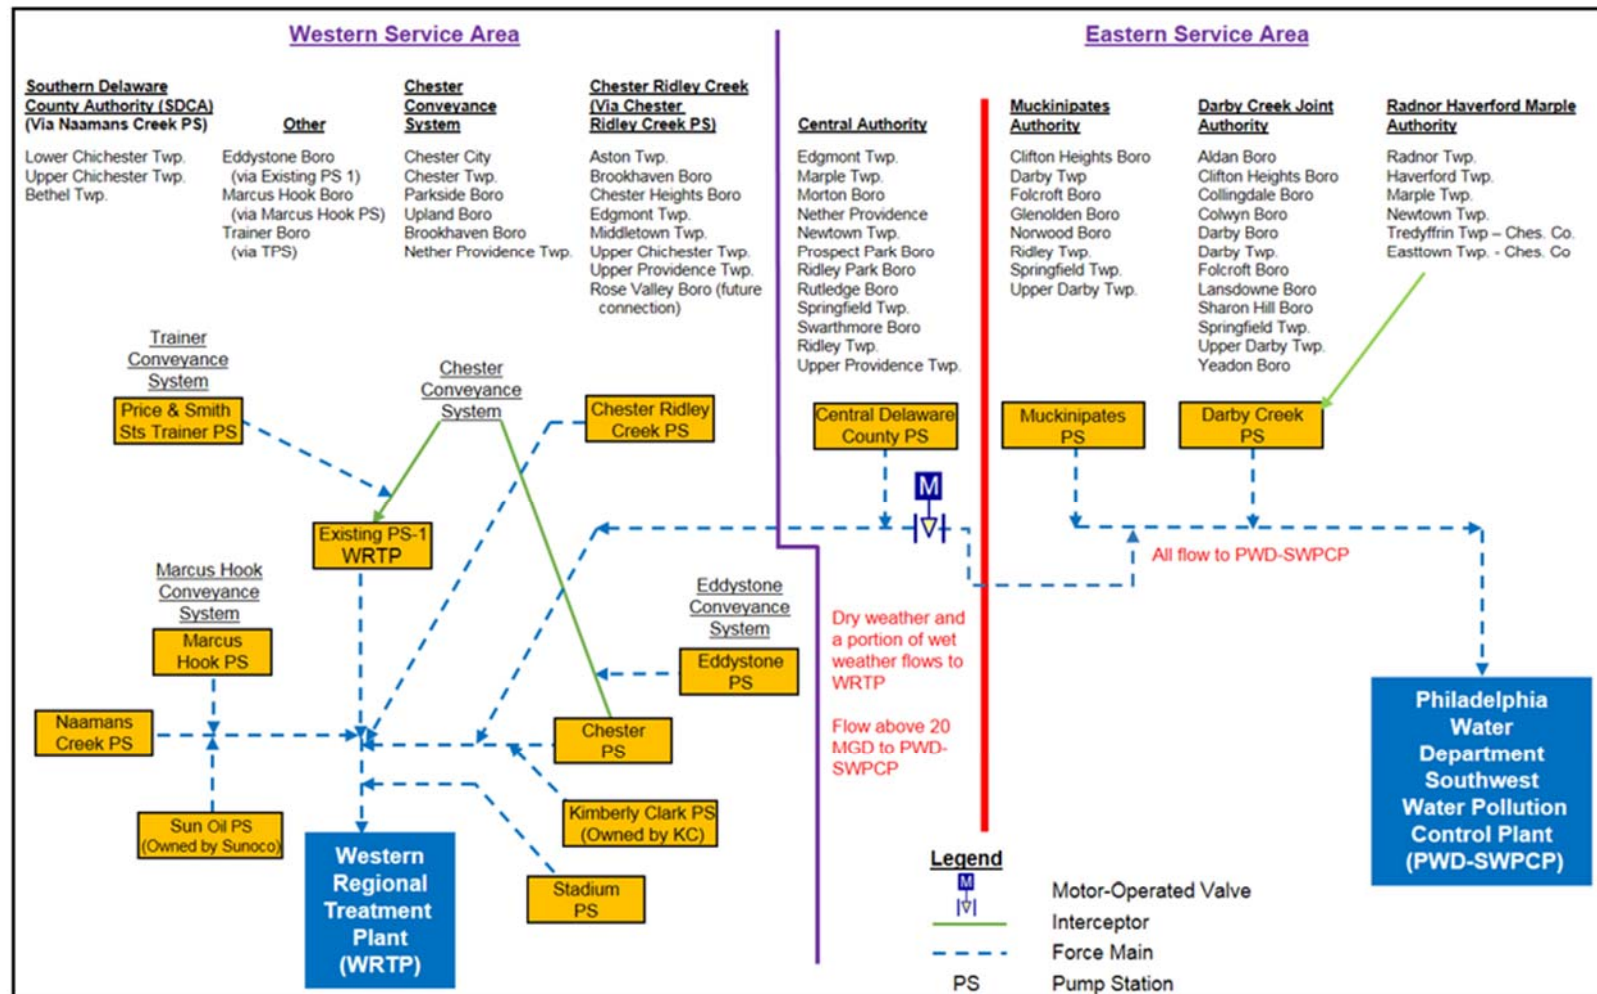 Western Service Area
Eastern Service Area
Southern Delaware
County Authority (SDCA)
(Via Naamans Creek PS)
Lower Chichester Twp.
Upper Chichester Twp.
Bethel Twp.
Other
Eddystone Boro
(via Existing PS 1)
Marcus Hook Boro
(via Marcus Hook PS)
Trainer Boro
(via TPS)
Chester
Conveyance
System
Chester City
Chester Twp.
Parkside Boro
Upland Boro
Brookhaven Boro
Nether Providence Twp.
Chester Ridley Creek
(Via Chester
Ridley Creek PS)
Aston Twp.
Brookhaven Boro
Chester Heights Boro
Edgmont Twp.
Middletown Twp.
Upper Chichester Twp.
Upper Providence Twp.
Rose Valley Boro (future
connection)
Central Authority
Edgmont Twp.
Marple Twp.
Morton Boro
Nether Providence
Newtown Twp.
Prospect Park Boro
Ridley Park Boro
Rutledge Boro
Springfield Twp.
Swarthmore Boro
Ridley Twp.
Upper Providence Twp.
Muckinipates
Authority
Clifton Heights Boro
Darby Twp
Folcroft Boro
Glenolden Boro
Norwood Boro
Ridley Twp.
Springfield Twp.
Upper Darby Twp.
Darby Creek Joint
Authority
Aldan Boro
Clifton Heights Boro
Collingdale Boro
Colwyn Boro
Darby Boro
Darby Twp.
Folcroft Boro
Lansdowne Boro
Sharon Hill Boro
Springfield Twp.
Upper Darby Twp.
Yeadon Boro
Radnor Haverford Marple
Authority
Radnor Twp.
Haverford Twp.
Marple Twp.
Newtown Twp.
Tredyffrin Twp – Ches. Co.
Easttown Twp. - Ches. Co
Trainer
Conveyance
System
Price & Smith
Sts Trainer PS
Chester
Conveyance
System
Chester Ridley
Creek PS
Central Delaware
County PS
Muckinipates
PS
Darby Creek
PS
M
Existing PS-1
WRTP
All flow to PWD-SWPCP
Marcus Hook
Conveyance
System
Marcus
Hook PS
Eddystone
Conveyance
System
Eddystone
PS
Dry weather and
a portion of wet
weather flows to
WRTP
Flow above 20
MGD to PWD-
SWPCP
Naamans
Creek PS
Chester
PS
Sun Oil PS
(Owned by Sunoco)
Kimberly Clark PS
(Owned by KC)
Stadium
PS
Western
Regional
Treatment
Plant
(WRTP)
Philadelphia
Water
Department
Southwest
Water Pollution
Control Plant
(PWD-SWPCP)
Legend
M
Motor-Operated Valve
Interceptor
Force Main
PS
Pump Station